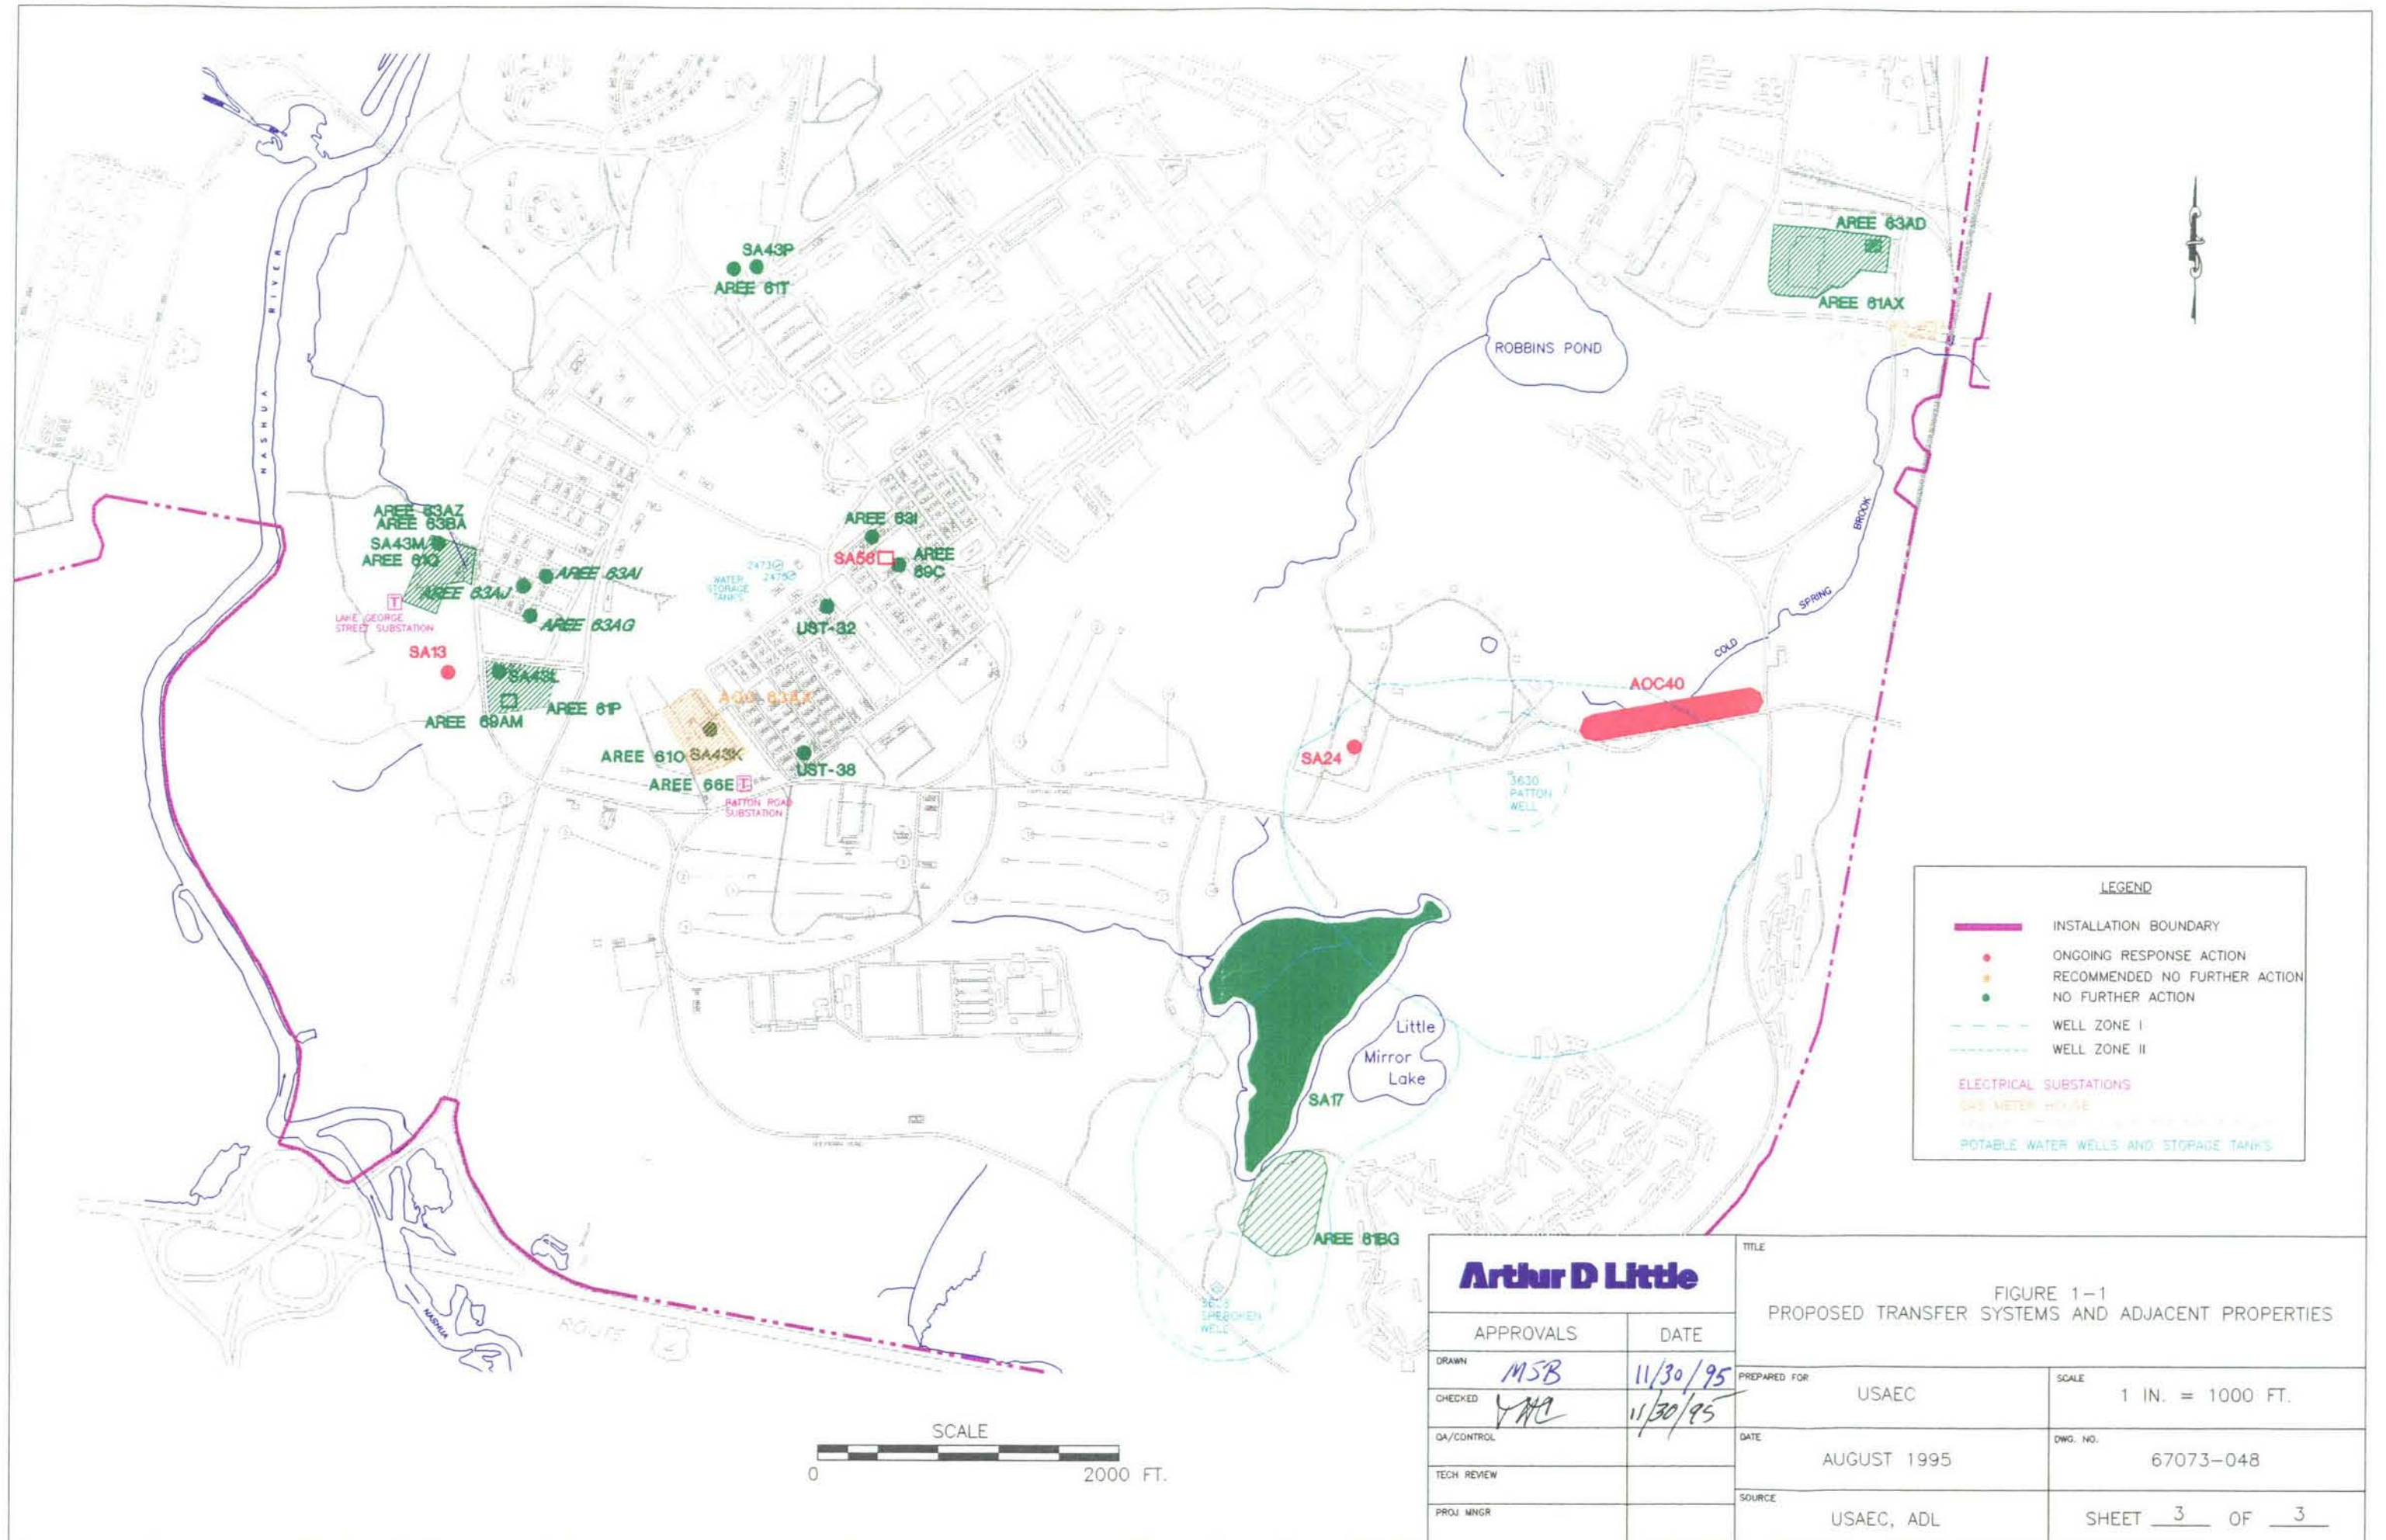 NASHUA RIVER
SA43P
AREE 61T
AREE 63AD
AREE 61AX
ROBBINS POND
AREE 63AZ
AREE 63BA
SA43M
AREE 61Q
AREE 63AI
AREE 63AJ
AREE 63AG
LAKE GEORGE
STREET SUBSTATION
SA13
SA43L
AREE 61P
AREE 69AM
AREE 63I
SA56
AREE
69C
2473
WATER
STORAGE
TANKS
UST-32
UST-38
AREE 61O
SA43K
AREE 66E
PATTON ROAD
SUBSTATION
COLD SPRING BROOK
AOC40
SA24
3630
PATTON
WELL
Little
Mirror
Lake
SA17
AREE 61BG
WELL
NASHUA
ROUTE 2
LEGEND
INSTALLATION BOUNDARY
ONGOING RESPONSE ACTION
RECOMMENDED NO FURTHER ACTION
NO FURTHER ACTION
WELL ZONE I
WELL ZONE II
ELECTRICAL SUBSTATIONS
GAS METER HOUSE
POTABLE WATER WELLS AND STORAGE TANKS
SCALE
0 2000 FT.
Arthur D Little
APPROVALS DATE
DRAWN MSB 11/30/95
CHECKED 11/30/95
QA/CONTROL
TECH REVIEW
PROJ MNGR
TITLE
FIGURE 1-1
PROPOSED TRANSFER SYSTEMS AND ADJACENT PROPERTIES
PREPARED FOR
USAEC
SCALE
1 IN. = 1000 FT.
DATE
AUGUST 1995
DWG. NO.
67073-048
SOURCE
USAEC, ADL
SHEET 3 OF 3